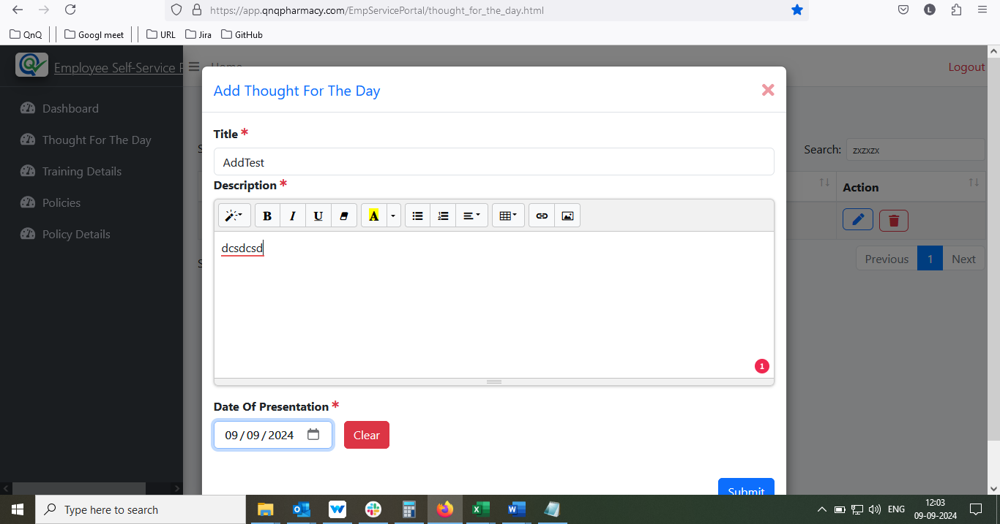 https://app.qnqpharmacy.com/EmpServicePortal/thought_for_the_day.html
L
QnQ
Googl meet
URL
Jira
GitHub
Employee Self-Service
Home
Logout
Dashboard
Thought For The Day
Training Details
Policies
Policy Details
Add Thought For The Day
Title *
AddTest
Description *
B I U A
dcsdcsd
1
Date Of Presentation *
09/09/2024
Clear
Submit
Search: zxzxzx
Action
Previous 1 Next
Type here to search
ENG
12:03
09-09-2024